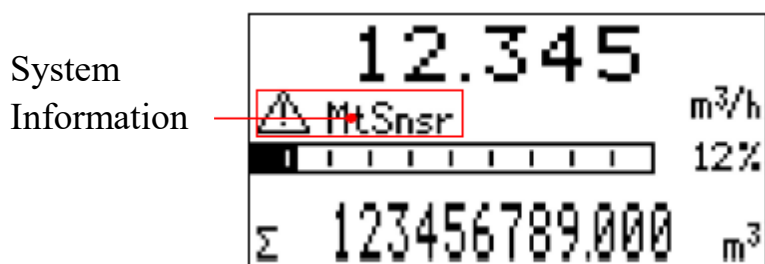 System
Information
12.345
MtSnsr
m³/h
12%
Σ 123456789.000 m³